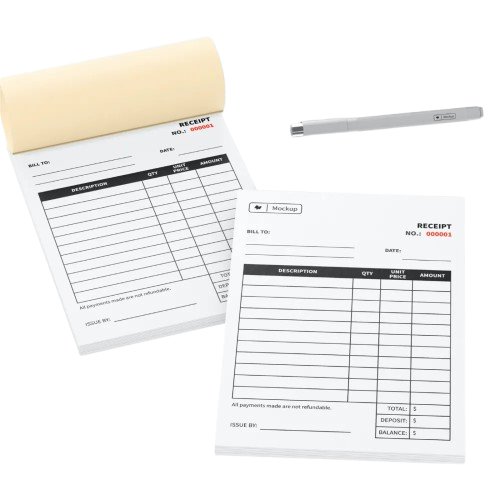 RECEIPT
NO.: 000001
BILL TO:
DATE:
DESCRIPTION QTY UNIT PRICE AMOUNT
All payments made are not refundable.
ISSUE BY:
Mockup
Mockup
RECEIPT
NO.: 000001
BILL TO:
DATE:
DESCRIPTION QTY UNIT PRICE AMOUNT
All payments made are not refundable.
TOTAL: $
DEPOSIT: $
BALANCE: $
ISSUE BY: